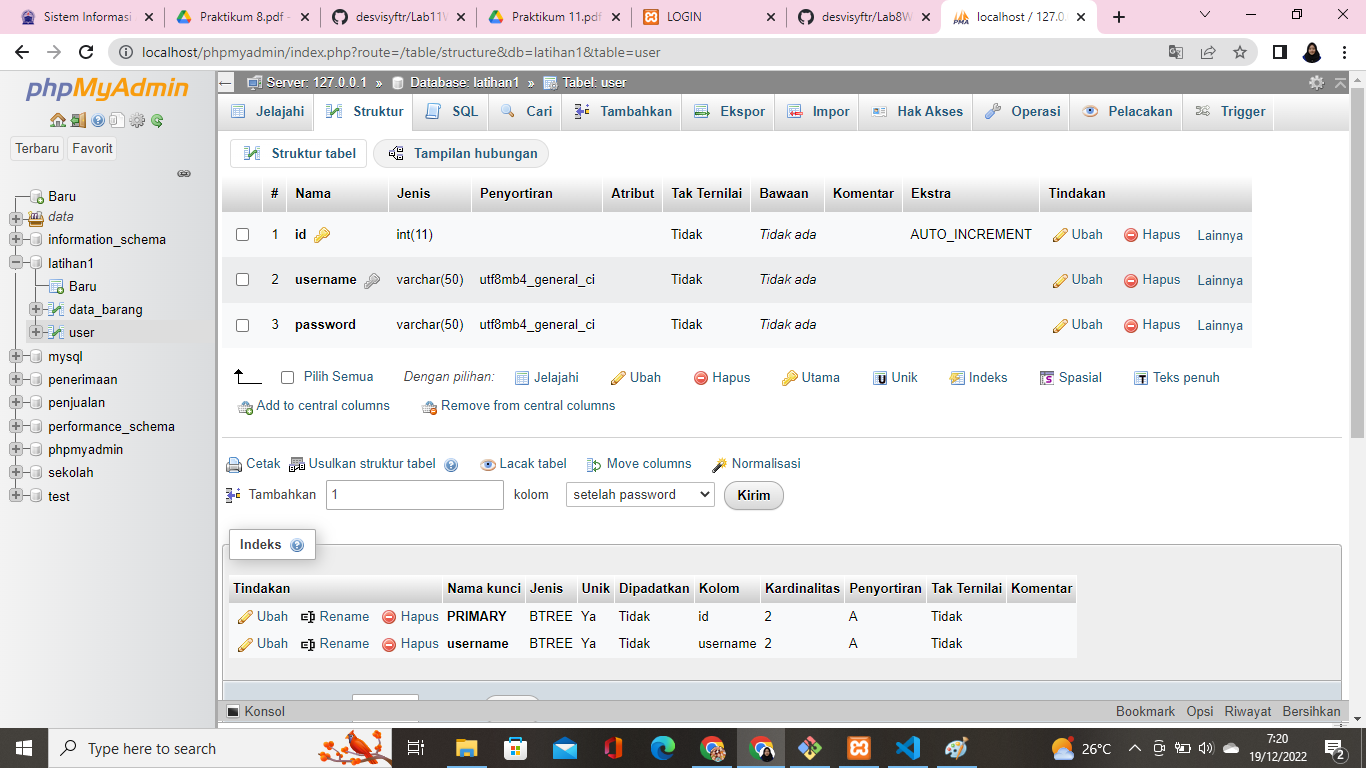 Sistem Informasi
Praktikum 8.pdf -
desvisyftr/Lab11W
Praktikum 11.pdf
LOGIN
desvisyftr/Lab8W
PMA localhost / 127.0.
localhost/phpmyadmin/index.php?route=/table/structure&db=latihan1&table=user
phpMyAdmin
Terbaru Favorit
Baru
data
information_schema
latihan1
Baru
data_barang
user
mysql
penerimaan
penjualan
performance_schema
phpmyadmin
sekolah
test
Server: 127.0.0.1 » Database: latihan1 » Tabel: user
Jelajahi Struktur SQL Cari Tambahkan Ekspor Impor Hak Akses Operasi Pelacakan Trigger
Struktur tabel Tampilan hubungan
# Nama Jenis Penyortiran Atribut Tak Ternilai Bawaan Komentar Ekstra Tindakan
1 id int(11) Tidak Tidak ada AUTO_INCREMENT Ubah Hapus Lainnya
2 username varchar(50) utf8mb4_general_ci Tidak Tidak ada Ubah Hapus Lainnya
3 password varchar(50) utf8mb4_general_ci Tidak Tidak ada Ubah Hapus Lainnya
Pilih Semua Dengan pilihan: Jelajahi Ubah Hapus Utama Unik Indeks Spasial Teks penuh
Add to central columns Remove from central columns
Cetak Usulkan struktur tabel Lacak tabel Move columns Normalisasi
Tambahkan 1 kolom setelah password Kirim
Indeks
Tindakan Nama kunci Jenis Unik Dipadatkan Kolom Kardinalitas Penyortiran Tak Ternilai Komentar
Ubah Rename Hapus PRIMARY BTREE Ya Tidak id 2 A Tidak
Ubah Rename Hapus username BTREE Ya Tidak username 2 A Tidak
Konsol Bookmark Opsi Riwayat Bersihkan
Type here to search
26°C
7:20
19/12/2022
2